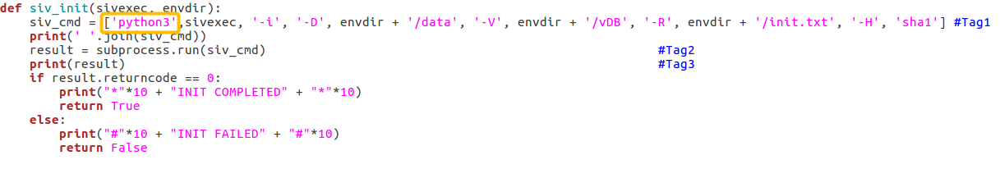 def siv_init(sivexec, envdir):
    siv_cmd = ['python3',sivexec, '-i', '-D', envdir + '/data', '-V', envdir + '/vDB', '-R', envdir + '/init.txt', '-H', 'sha1'] #Tag1
    print(' '.join(siv_cmd))
    result = subprocess.run(siv_cmd) #Tag2
    print(result) #Tag3
    if result.returncode == 0:
        print("*"*10 + "INIT COMPLETED" + "*"*10)
        return True
    else:
        print("#"*10 + "INIT FAILED" + "#"*10)
        return False